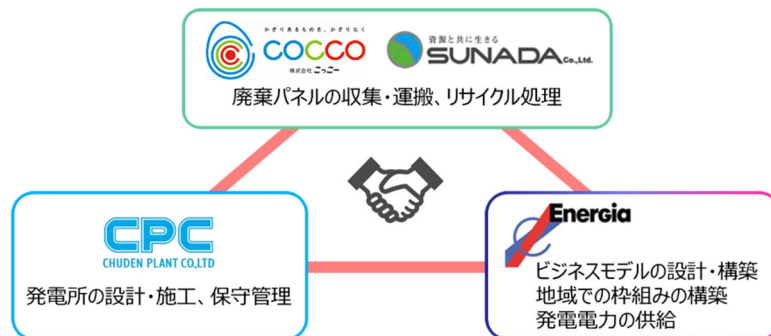 かぎりあるものを、かぎりなく
COCCO
株式会社 こっこー
資源と共に生きる
SUNADA Co.,Ltd.
廃棄パネルの収集・運搬、リサイクル処理
CPC
CHUDEN PLANT CO,LTD
発電所の設計・施工、保守管理
Energia
ビジネスモデルの設計・構築
地域での枠組みの構築
発電電力の供給